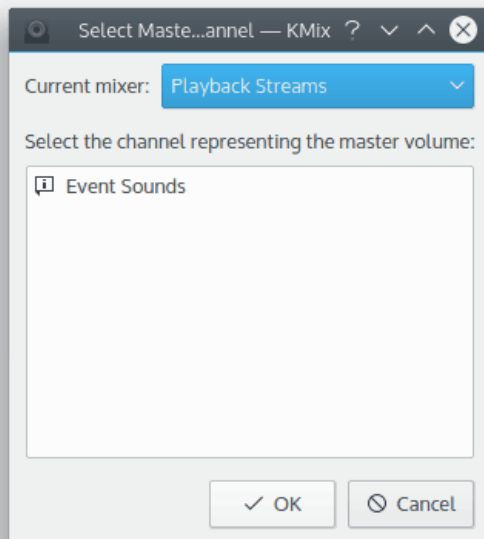 Select Maste...annel — KMix ?
Current mixer: Playback Streams
Select the channel representing the master volume:
Event Sounds
OK Cancel